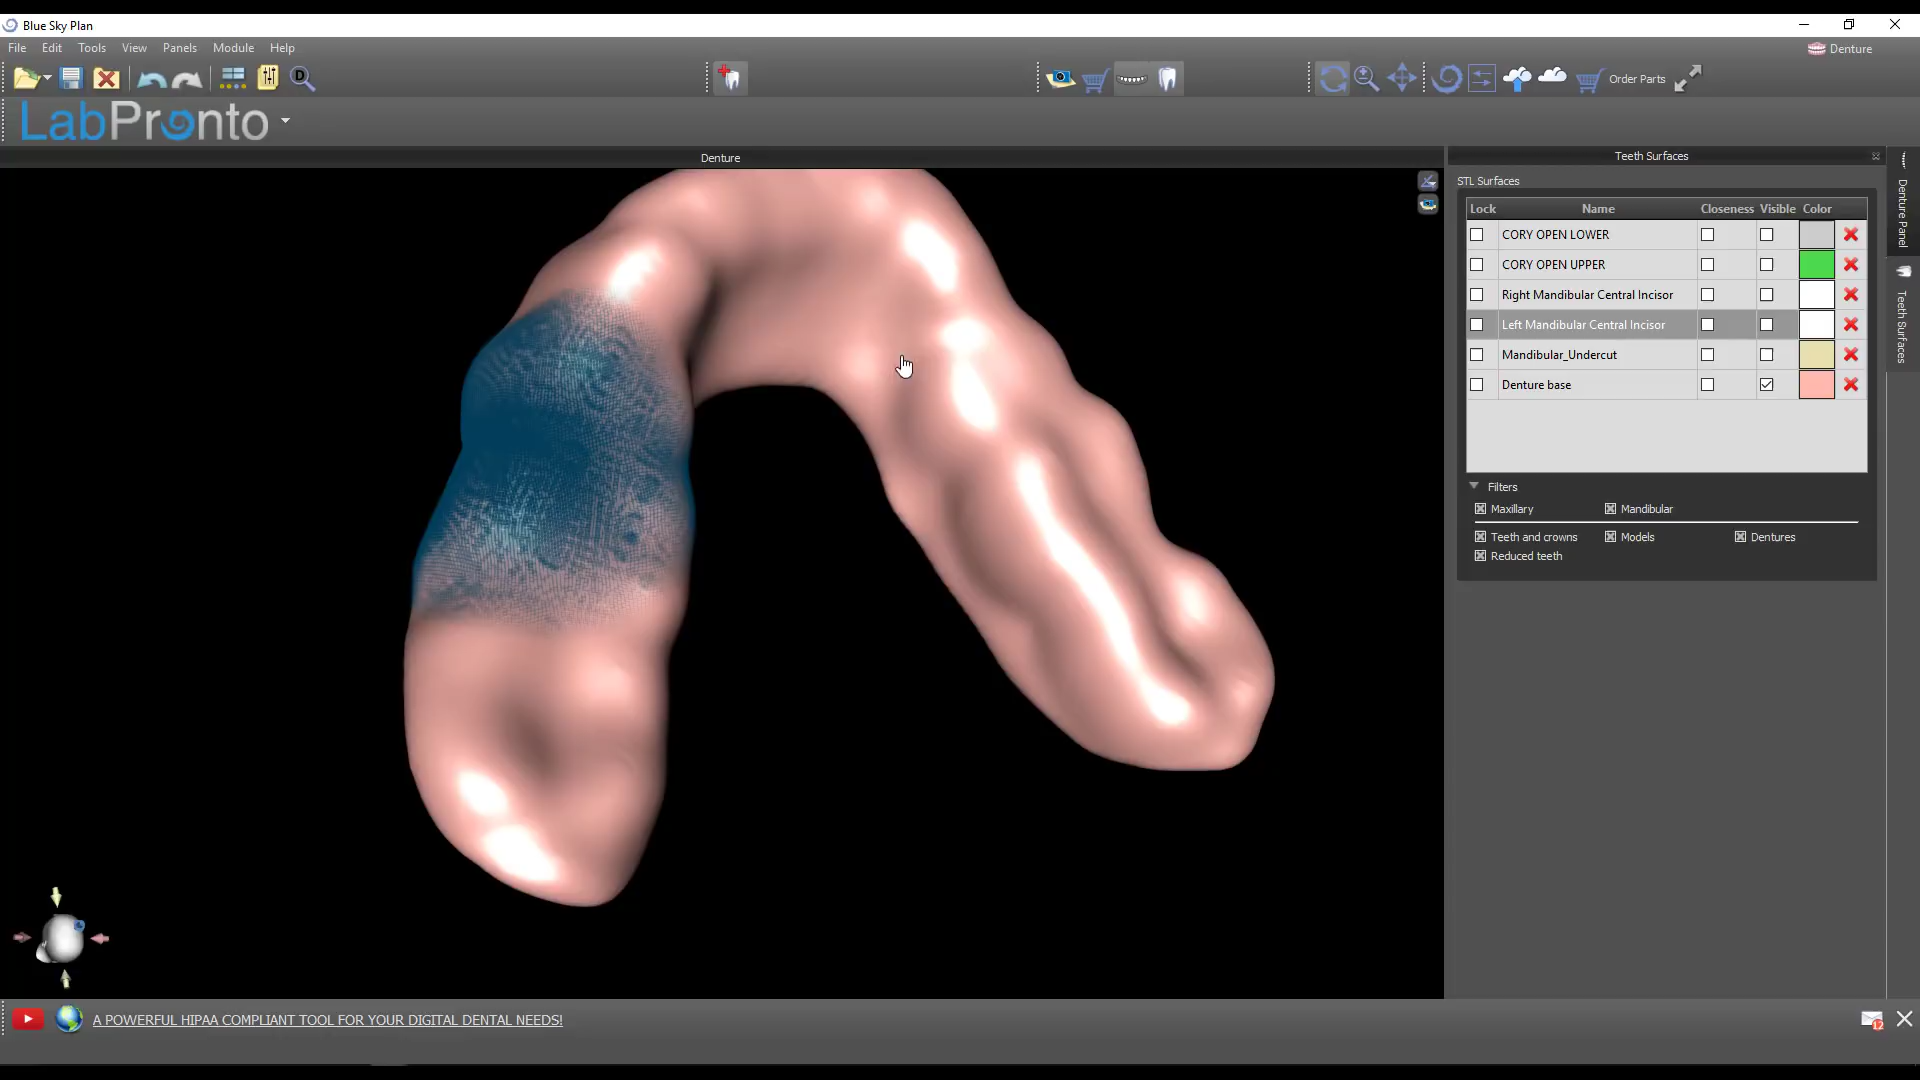 Blue Sky Plan
File Edit Tools View Panels Module Help
Denture
D
Order Parts
LabPronto
Denture
Teeth Surfaces
STL Surfaces
Lock Name Closeness Visible Color
CORY OPEN LOWER
CORY OPEN UPPER
Right Mandibular Central Incisor
Left Mandibular Central Incisor
Mandibular_Undercut
Denture base
Filters
Maxillary Mandibular
Teeth and crowns Models Dentures
Reduced teeth
Denture Panel
Teeth Surfaces
A POWERFUL HIPAA COMPLIANT TOOL FOR YOUR DIGITAL DENTAL NEEDS!
12